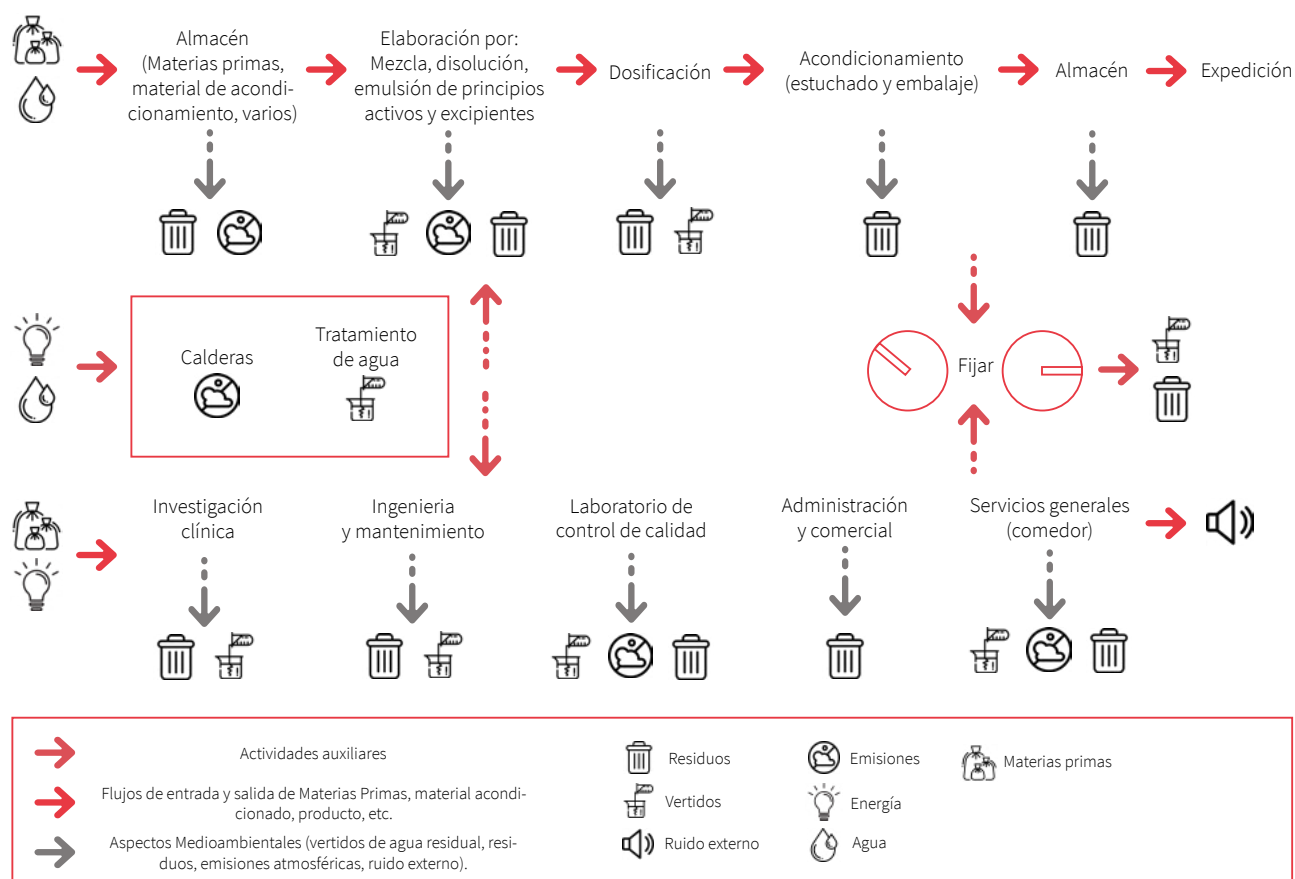 Almacén
(Materias primas,
material de acondi-
cionamiento, varios)
Elaboración por:
Mezcla, disolución,
emulsión de principios
activos y excipientes
Dosificación
Acondicionamiento
(estuchado y embalaje)
Almacén
Expedición
Calderas
Tratamiento
de agua
Fijar
Investigación
clínica
Ingenieria
y mantenimiento
Laboratorio de
control de calidad
Administración
y comercial
Servicios generales
(comedor)
Actividades auxiliares
Flujos de entrada y salida de Materias Primas, material acondi-
cionado, producto, etc.
Aspectos Medioambientales (vertidos de agua residual, resi-
duos, emisiones atmosféricas, ruido externo).
Residuos
Vertidos
Ruido externo
Emisiones
Energía
Agua
Materias primas